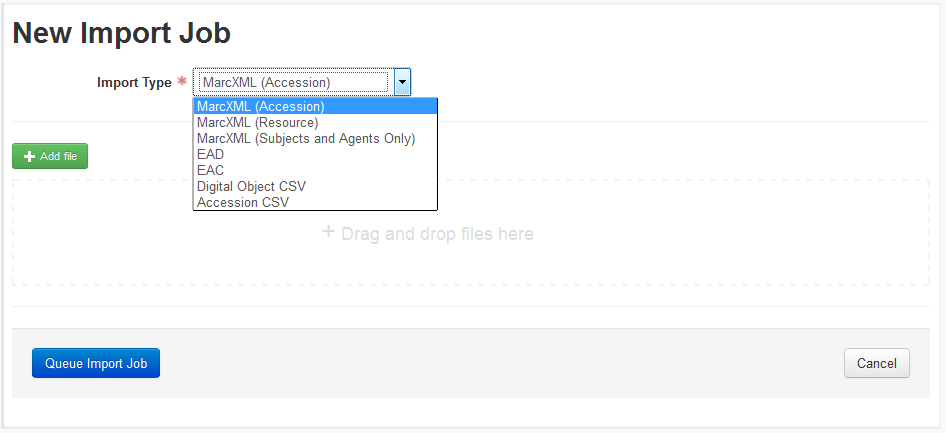 New Import Job
Import Type * MarcXML (Accession)
MarcXML (Accession)
MarcXML (Resource)
MarcXML (Subjects and Agents Only)
EAD
EAC
Digital Object CSV
Accession CSV
+ Add file
+ Drag and drop files here
Queue Import Job
Cancel